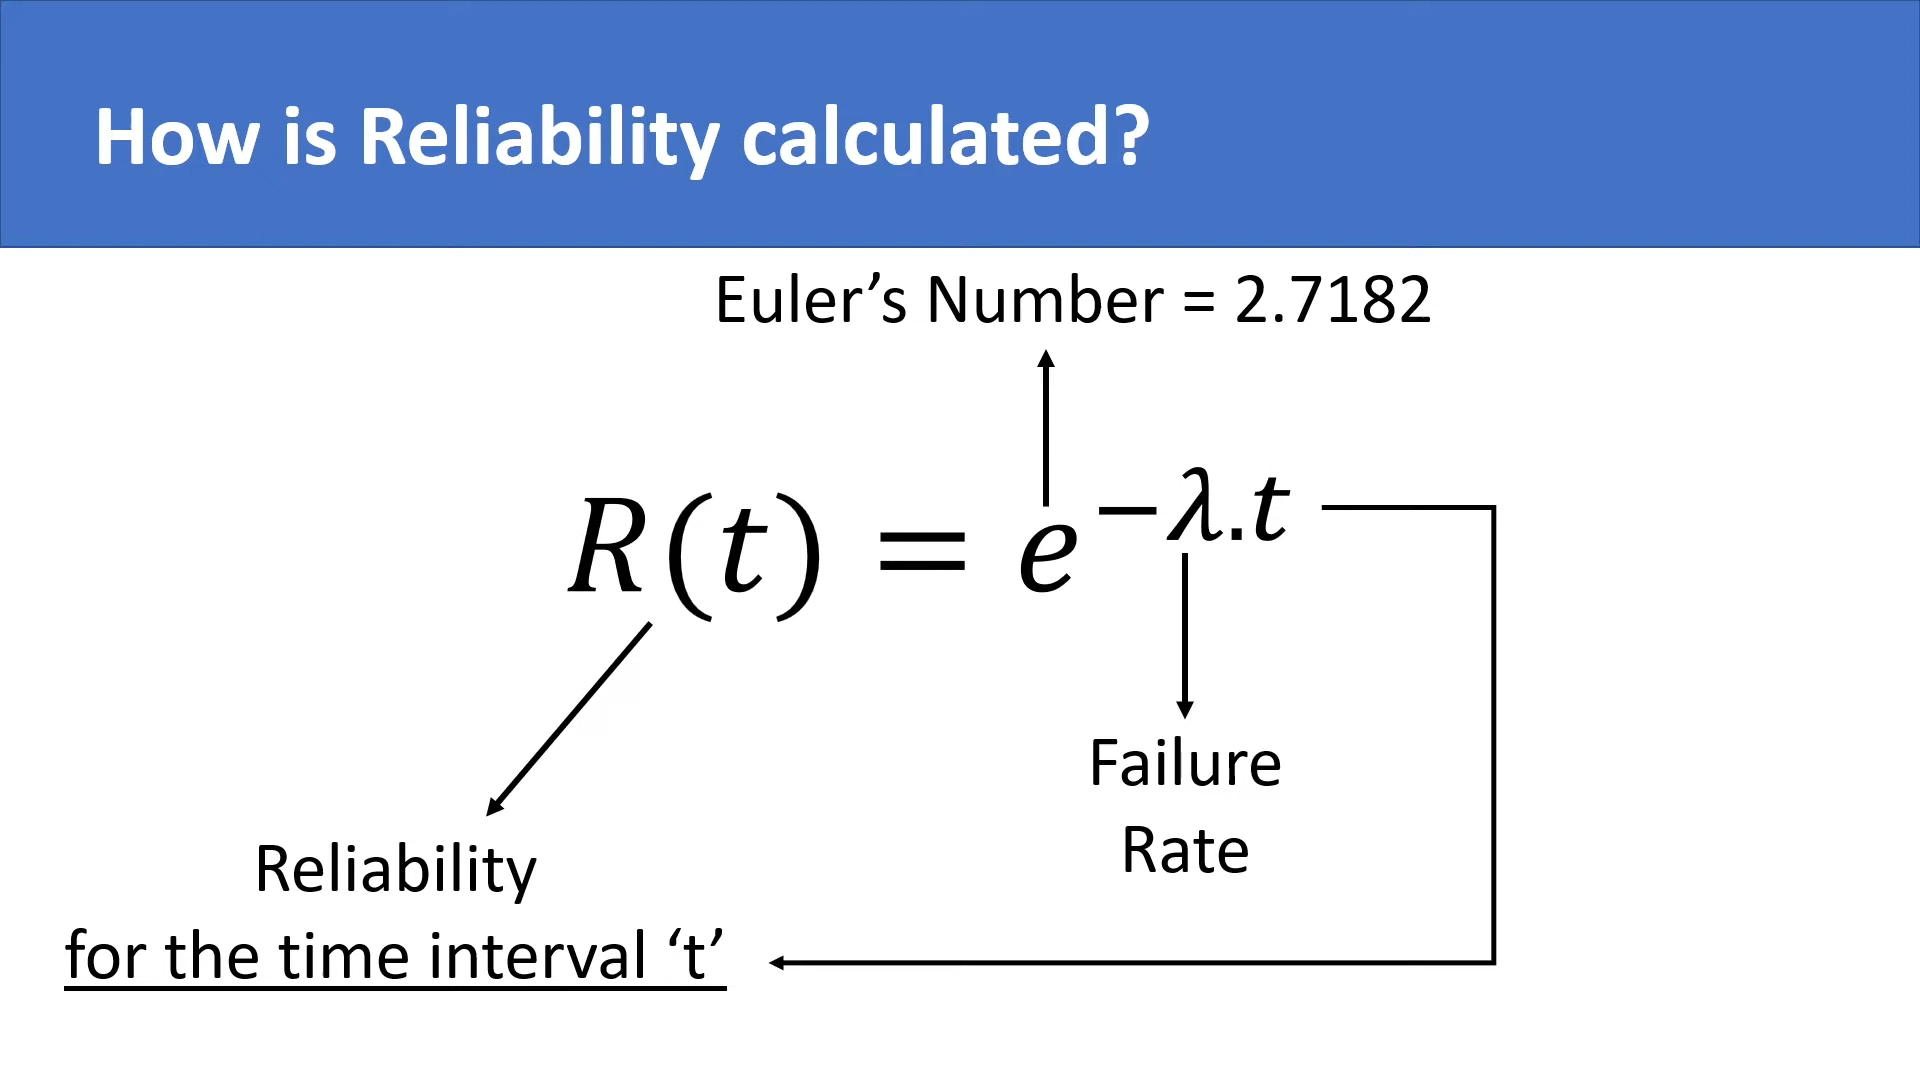 How is Reliability calculated?
Euler’s Number = 2.7182
R(t) = e^{−λ.t}
Failure
Rate
Reliability
for the time interval ‘t’